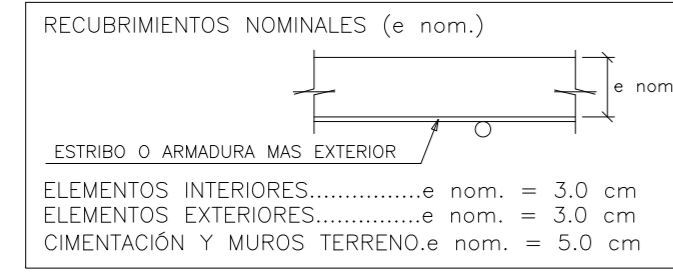 RECUBRIMIENTOS NOMINALES (e nom.)
e nom
ESTRIBO O ARMADURA MAS EXTERIOR
ELEMENTOS INTERIORES................e nom. = 3.0 cm
ELEMENTOS EXTERIORES...............e nom. = 3.0 cm
CIMENTACIÓN Y MUROS TERRENO.e nom. = 5.0 cm